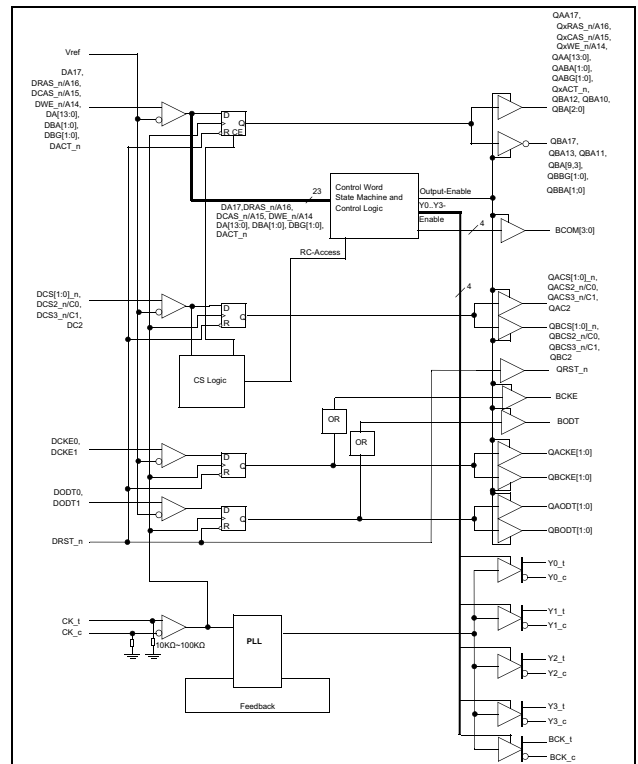 QAA17,
QxRAS_n/A16,
QxCAS_n/A15,
QxWE_n/A14,
QAA[13:0],
QABA[1:0],
QABG[1:0],
QxACT_n,
QBA12, QBA10,
QBA[2:0]
Vref
DA17,
DRAS_n/A16,
DCAS_n/A15,
DWE_n/A14
DA[13:0],
DBA[1:0],
DBG[1:0],
DACT_n
D
Q
R CE
QBA17,
QBA13, QBA11,
QBA[9,3],
QBBG[1:0],
QBBA[1;0]
23
DA17,DRAS_n/A16,
DCAS_n/A15, DWE_n/A14
DA[13:0], DBA[1:0], DBG[1:0],
DACT_n
Control Word
State Machine and
Control Logic
Output-Enable
Y0..Y3-
Enable
4
BCOM[3:0]
RC-Access
4
DCS[1:0]_n,
DCS2_n/C0,
DCS3_n/C1,
DC2
D
Q
R
QACS[1:0]_n,
QACS2_n/C0,
QACS3_n/C1,
QAC2
QBCS[1:0]_n,
QBCS2_n/C0,
QBCS3_n/C1,
QBC2
CS Logic
QRST_n
BCKE
OR
BODT
OR
DCKE0,
DCKE1
D
Q
R
QACKE[1:0]
QBCKE[1:0]
DODT0,
DODT1
D
Q
R
QAODT[1:0]
QBODT[1:0]
DRST_n
Y0_t
Y0_c
CK_t
CK_c
10KΩ~100KΩ
PLL
Feedback
Y1_t
Y1_c
Y2_t
Y2_c
Y3_t
Y3_c
BCK_t
BCK_c